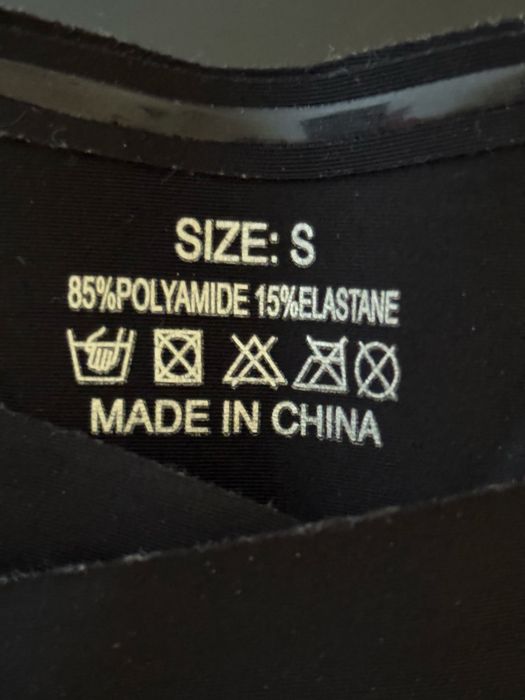 SIZE: S
85%POLYAMIDE 15%ELASTANE
MADE IN CHINA